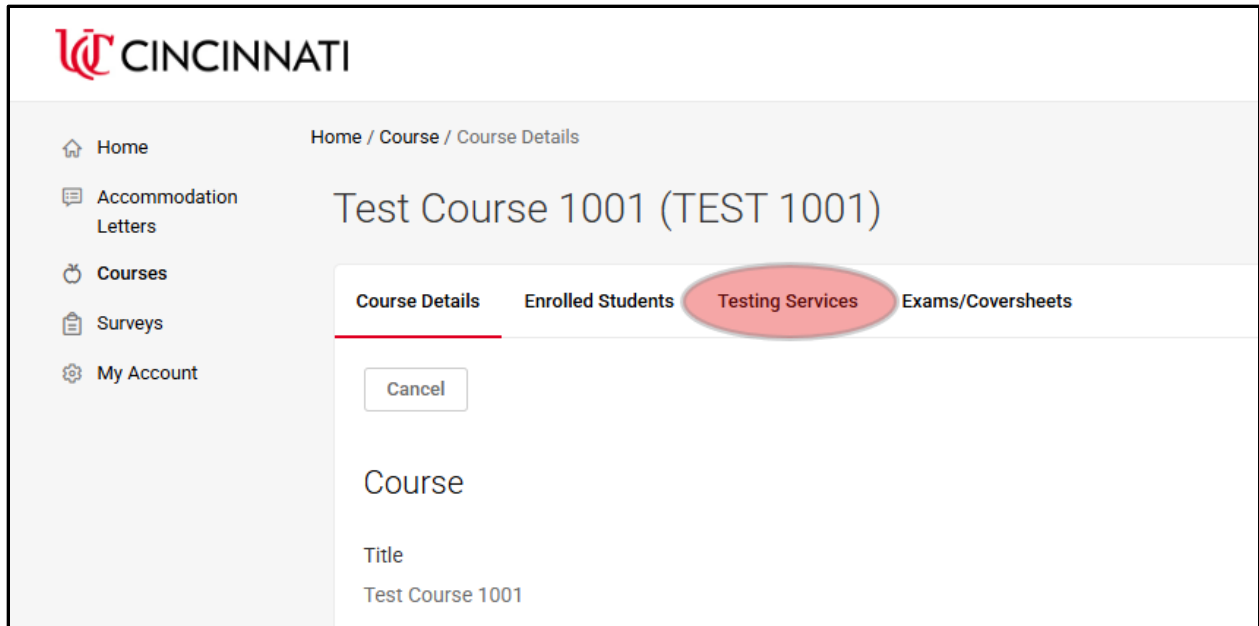 UC CINCINNATI
Home
Accommodation
Letters
Courses
Surveys
My Account
Home / Course / Course Details
Test Course 1001 (TEST 1001)
Course Details Enrolled Students Testing Services Exams/Coversheets
Cancel
Course
Title
Test Course 1001